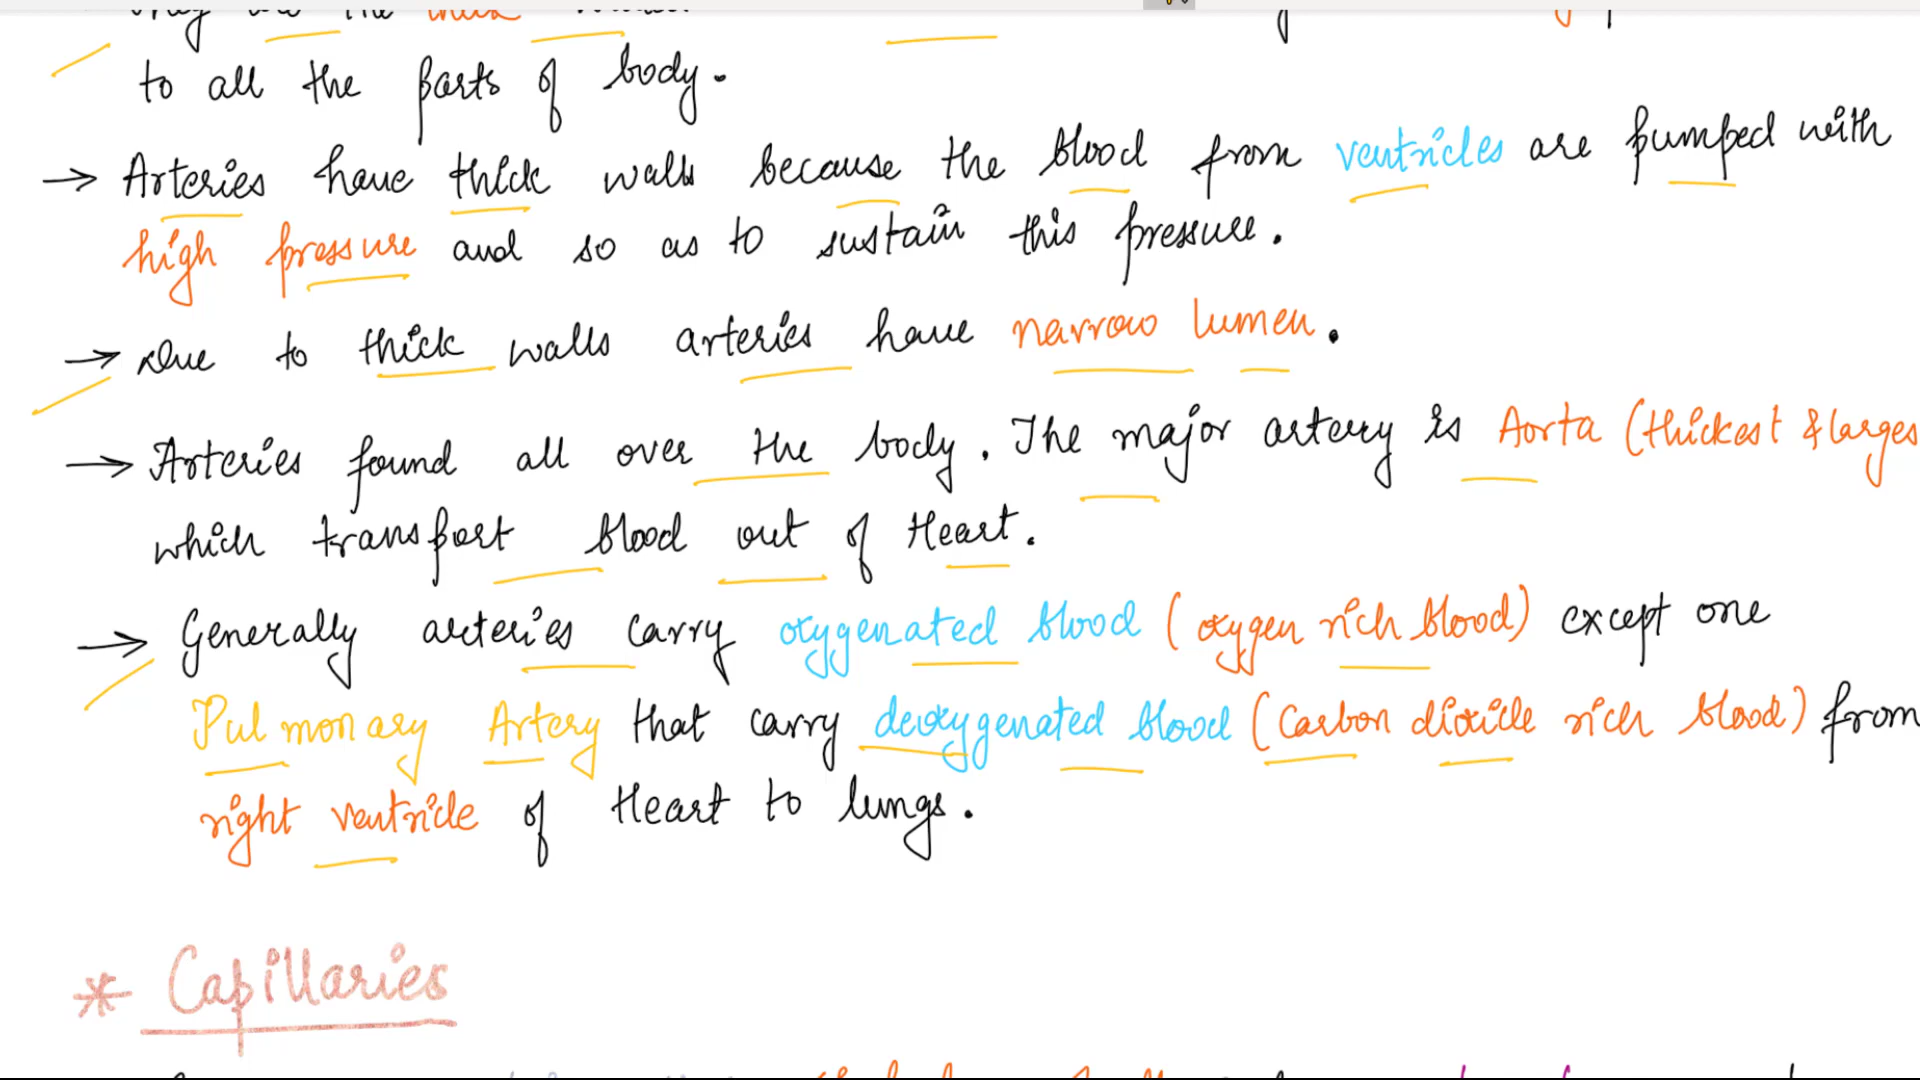 to all the parts of body.
→ Arteries have thick walls because the blood from ventricles are pumped with
high pressure and so as to sustain this pressure.
→ Due to thick walls arteries have narrow lumen.
→ Arteries found all over the body. The major artery is Aorta (thickest & larges
which transport blood out of Heart.
→ Generally arteries carry oxygenated blood (oxygen rich blood) except one
Pulmonary Artery that carry deoxygenated blood (Carbon dioxide rich blood) from
right ventricle of Heart to lungs.
* Capillaries